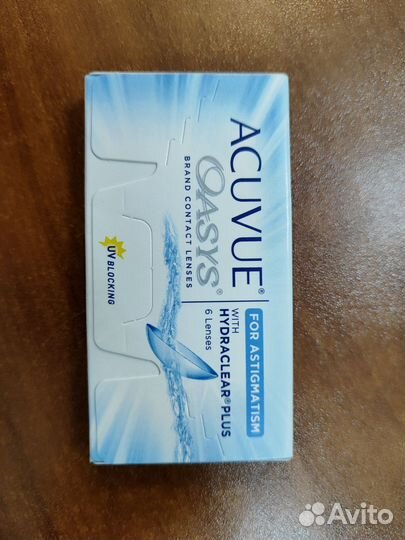 ACUVUE®
OASYS®
BRAND CONTACT LENSES
FOR ASTIGMATISM
WITH
HYDRACLEAR® PLUS
6 Lenses
UV BLOCKING
Avito